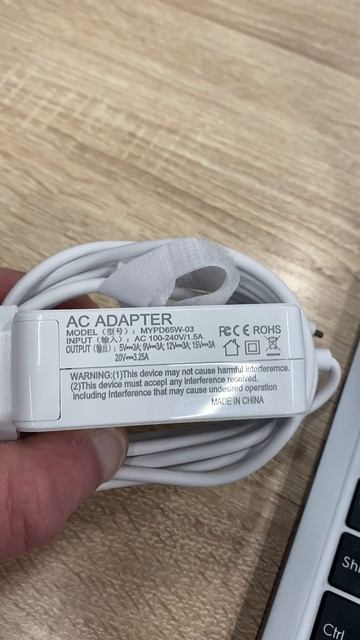 AC ADAPTER
MODEL (型号): MYPD65W-03
INPUT (输入): AC 100-240V/1.5A
OUTPUT (输出): 5V⎓3A; 9V⎓3A; 12V⎓3A; 15V⎓3A
20V⎓3.25A
FC CE ROHS
WARNING:(1)This device may not cause harmful interferemce.
(2)This device must accept any interference received,
including Interference that may cause undesired operation
MADE IN CHINA
Shi
Ctrl